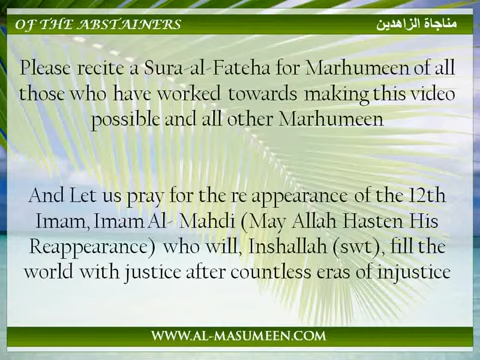 OF THE ABSTAINERS
مناجاة الزاهدين
Please recite a Sura-al-Fateha for Marhumeen of all
those who have worked towards making this video
possible and all other Marhumeen
And Let us pray for the re appearance of the 12th
Imam, Imam Al- Mahdi (May Allah Hasten His
Reappearance) who will, Inshallah (swt), fill the
world with justice after countless eras of injustice
WWW.AL-MASUMEEN.COM